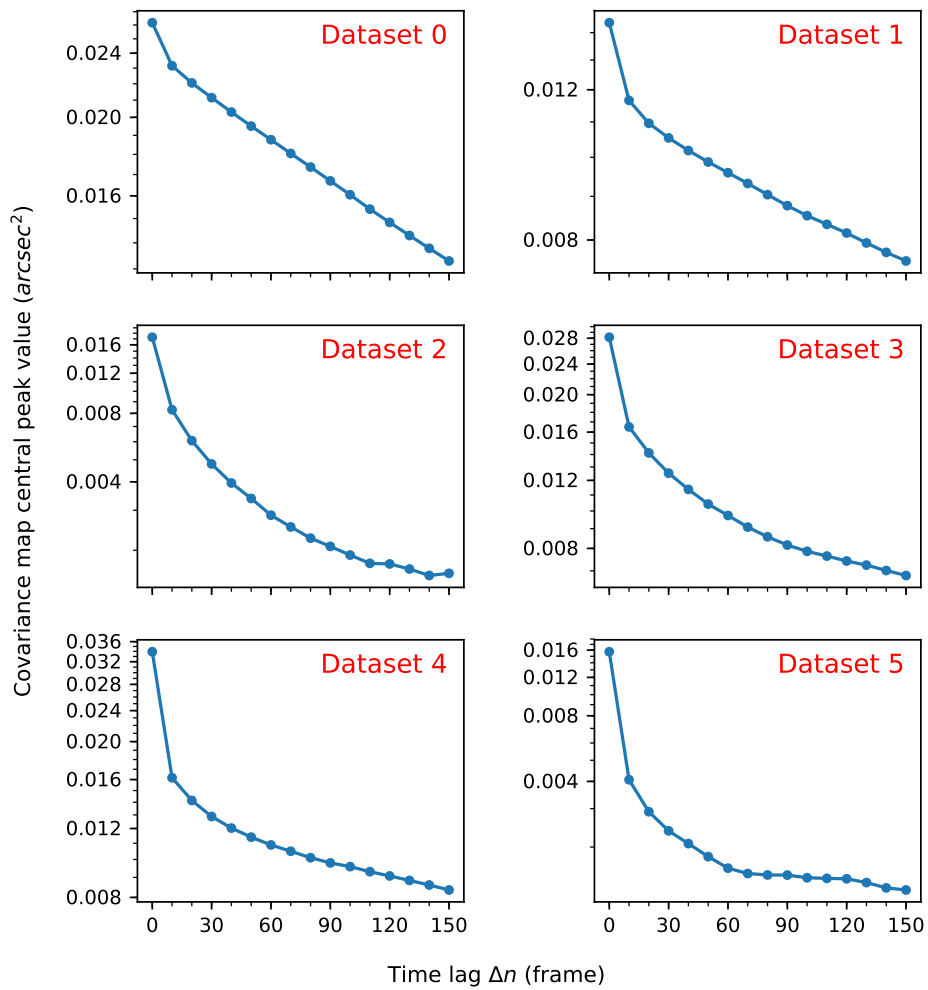 Covariance map central peak value (arcsec²)
Dataset 0
0.024
0.020
0.016
Dataset 1
0.012
0.008
Dataset 2
0.016
0.012
0.008
0.004
Dataset 3
0.028
0.024
0.020
0.016
0.012
0.008
Dataset 4
0.036
0.032
0.028
0.024
0.020
0.016
0.012
0.008
0 30 60 90 120 150
Dataset 5
0.016
0.012
0.008
0.004
0 30 60 90 120 150
Time lag Δn (frame)